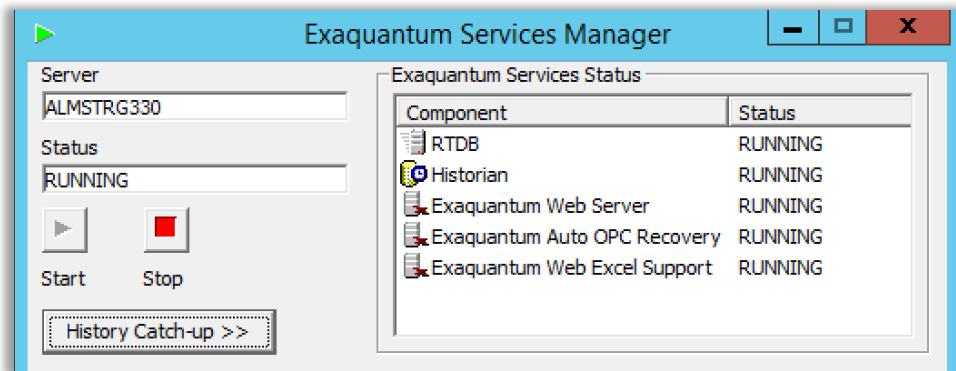 Exaquantum Services Manager
Server
ALMSTRG330
Status
RUNNING
Start
Stop
History Catch-up >>
Exaquantum Services Status
Component Status
RTDB RUNNING
Historian RUNNING
Exaquantum Web Server RUNNING
Exaquantum Auto OPC Recovery RUNNING
Exaquantum Web Excel Support RUNNING